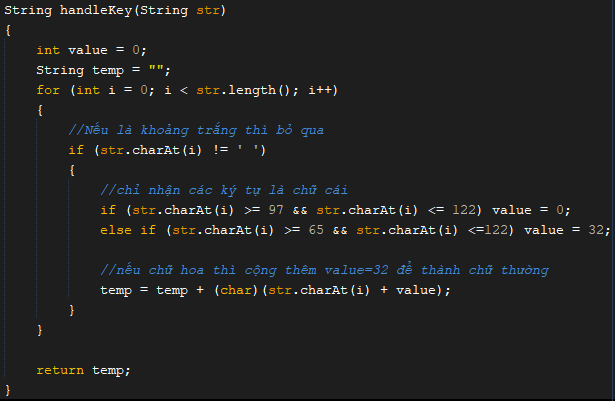 String handleKey(String str)
{
    int value = 0;
    String temp = "";
    for (int i = 0; i < str.length(); i++)
    {
        //Nếu là khoảng trắng thì bỏ qua
        if (str.charAt(i) != ' ')
        {
            //chỉ nhận các ký tự là chữ cái
            if (str.charAt(i) >= 97 && str.charAt(i) <= 122) value = 0;
            else if (str.charAt(i) >= 65 && str.charAt(i) <=122) value = 32;

            //nếu chữ hoa thì cộng thêm value=32 để thành chữ thường
            temp = temp + (char)(str.charAt(i) + value);
        }
    }

    return temp;
}